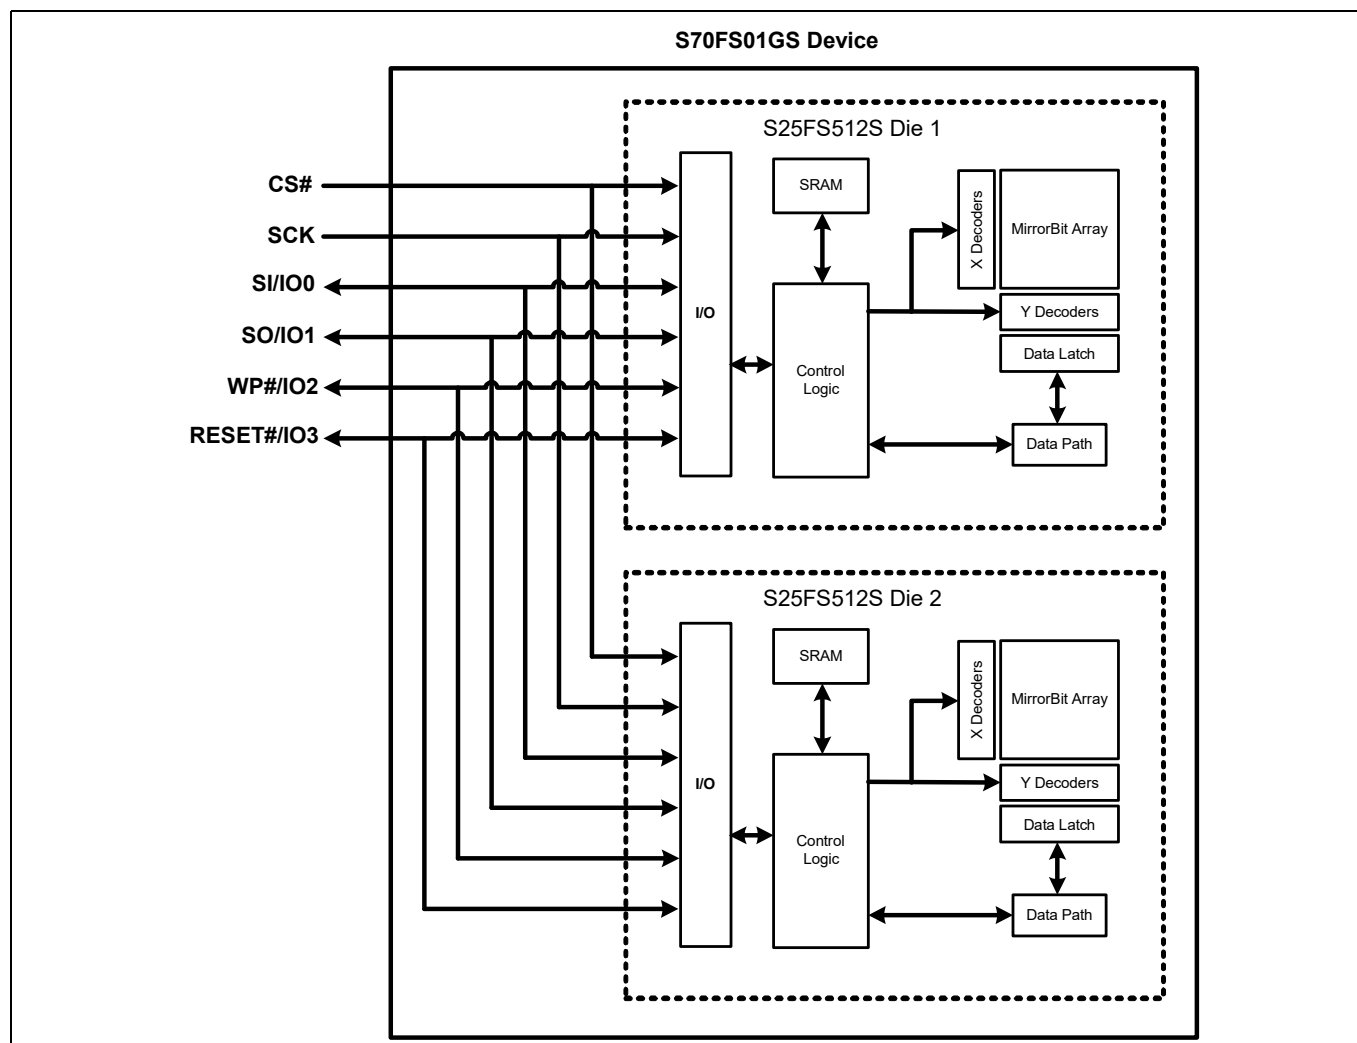 S70FS01GS Device
S25FS512S Die 1
CS#
SCK
SI/IO0
SO/IO1
WP#/IO2
RESET#/IO3
I/O
SRAM
Control
Logic
X Decoders
MirrorBit Array
Y Decoders
Data Latch
Data Path
S25FS512S Die 2
I/O
SRAM
Control
Logic
X Decoders
MirrorBit Array
Y Decoders
Data Latch
Data Path